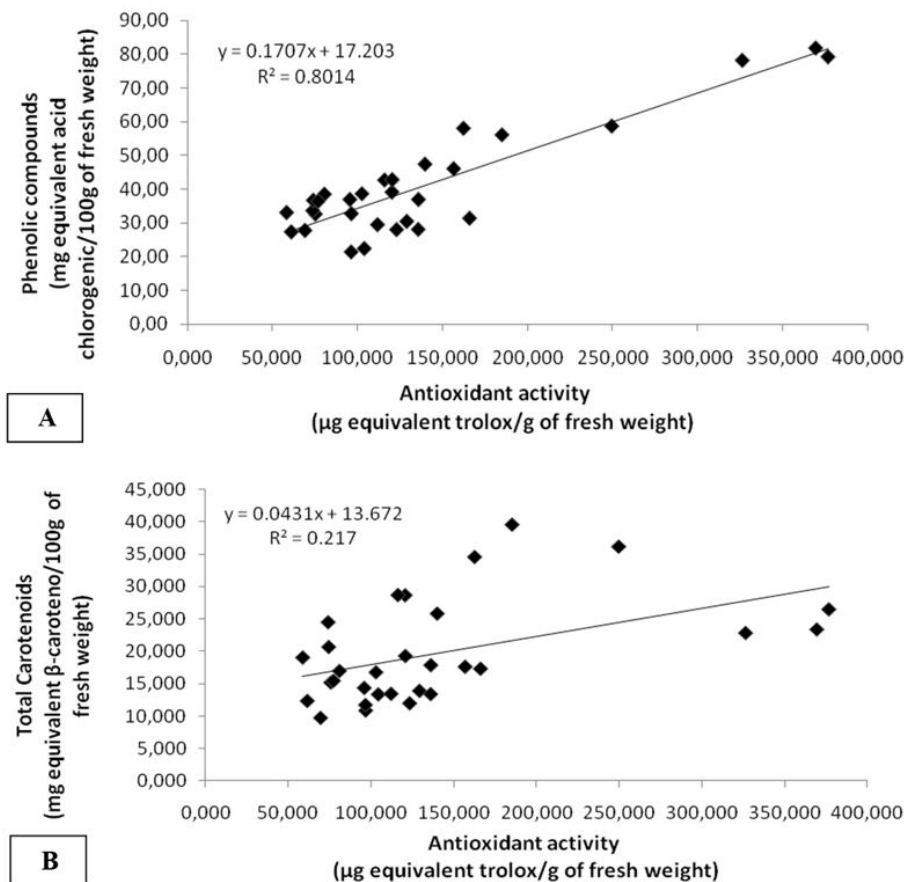 90,00
80,00
70,00
60,00
50,00
40,00
30,00
20,00
10,00
0,00
Phenolic compounds
(mg equivalent acid
chlorogenic/100g of fresh weight)
y = 0.1707x + 17.203
R² = 0.8014
0,000 50,000 100,000 150,000 200,000 250,000 300,000 350,000 400,000
Antioxidant activity
(µg equivalent trolox/g of fresh weight)
A
45,000
40,000
35,000
30,000
25,000
20,000
15,000
10,000
5,000
0,000
Total Carotenoids
(mg equivalent β-caroteno/100g of
fresh weight)
y = 0.0431x + 13.672
R² = 0.217
0,000 50,000 100,000 150,000 200,000 250,000 300,000 350,000 400,000
Antioxidant activity
(µg equivalent trolox/g of fresh weight)
B